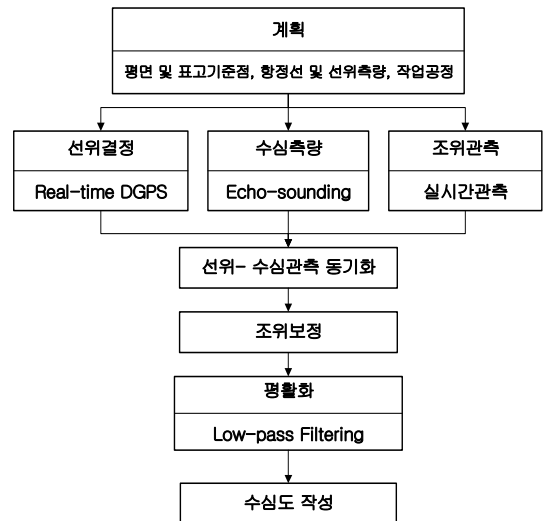 계획
평면 및 표고기준점, 항정선 및 선위측량, 작업공정
선위결정
Real-time DGPS
수심측량
Echo-sounding
조위관측
실시간관측
선위- 수심관측 동기화
조위보정
평활화
Low-pass Filtering
수심도 작성